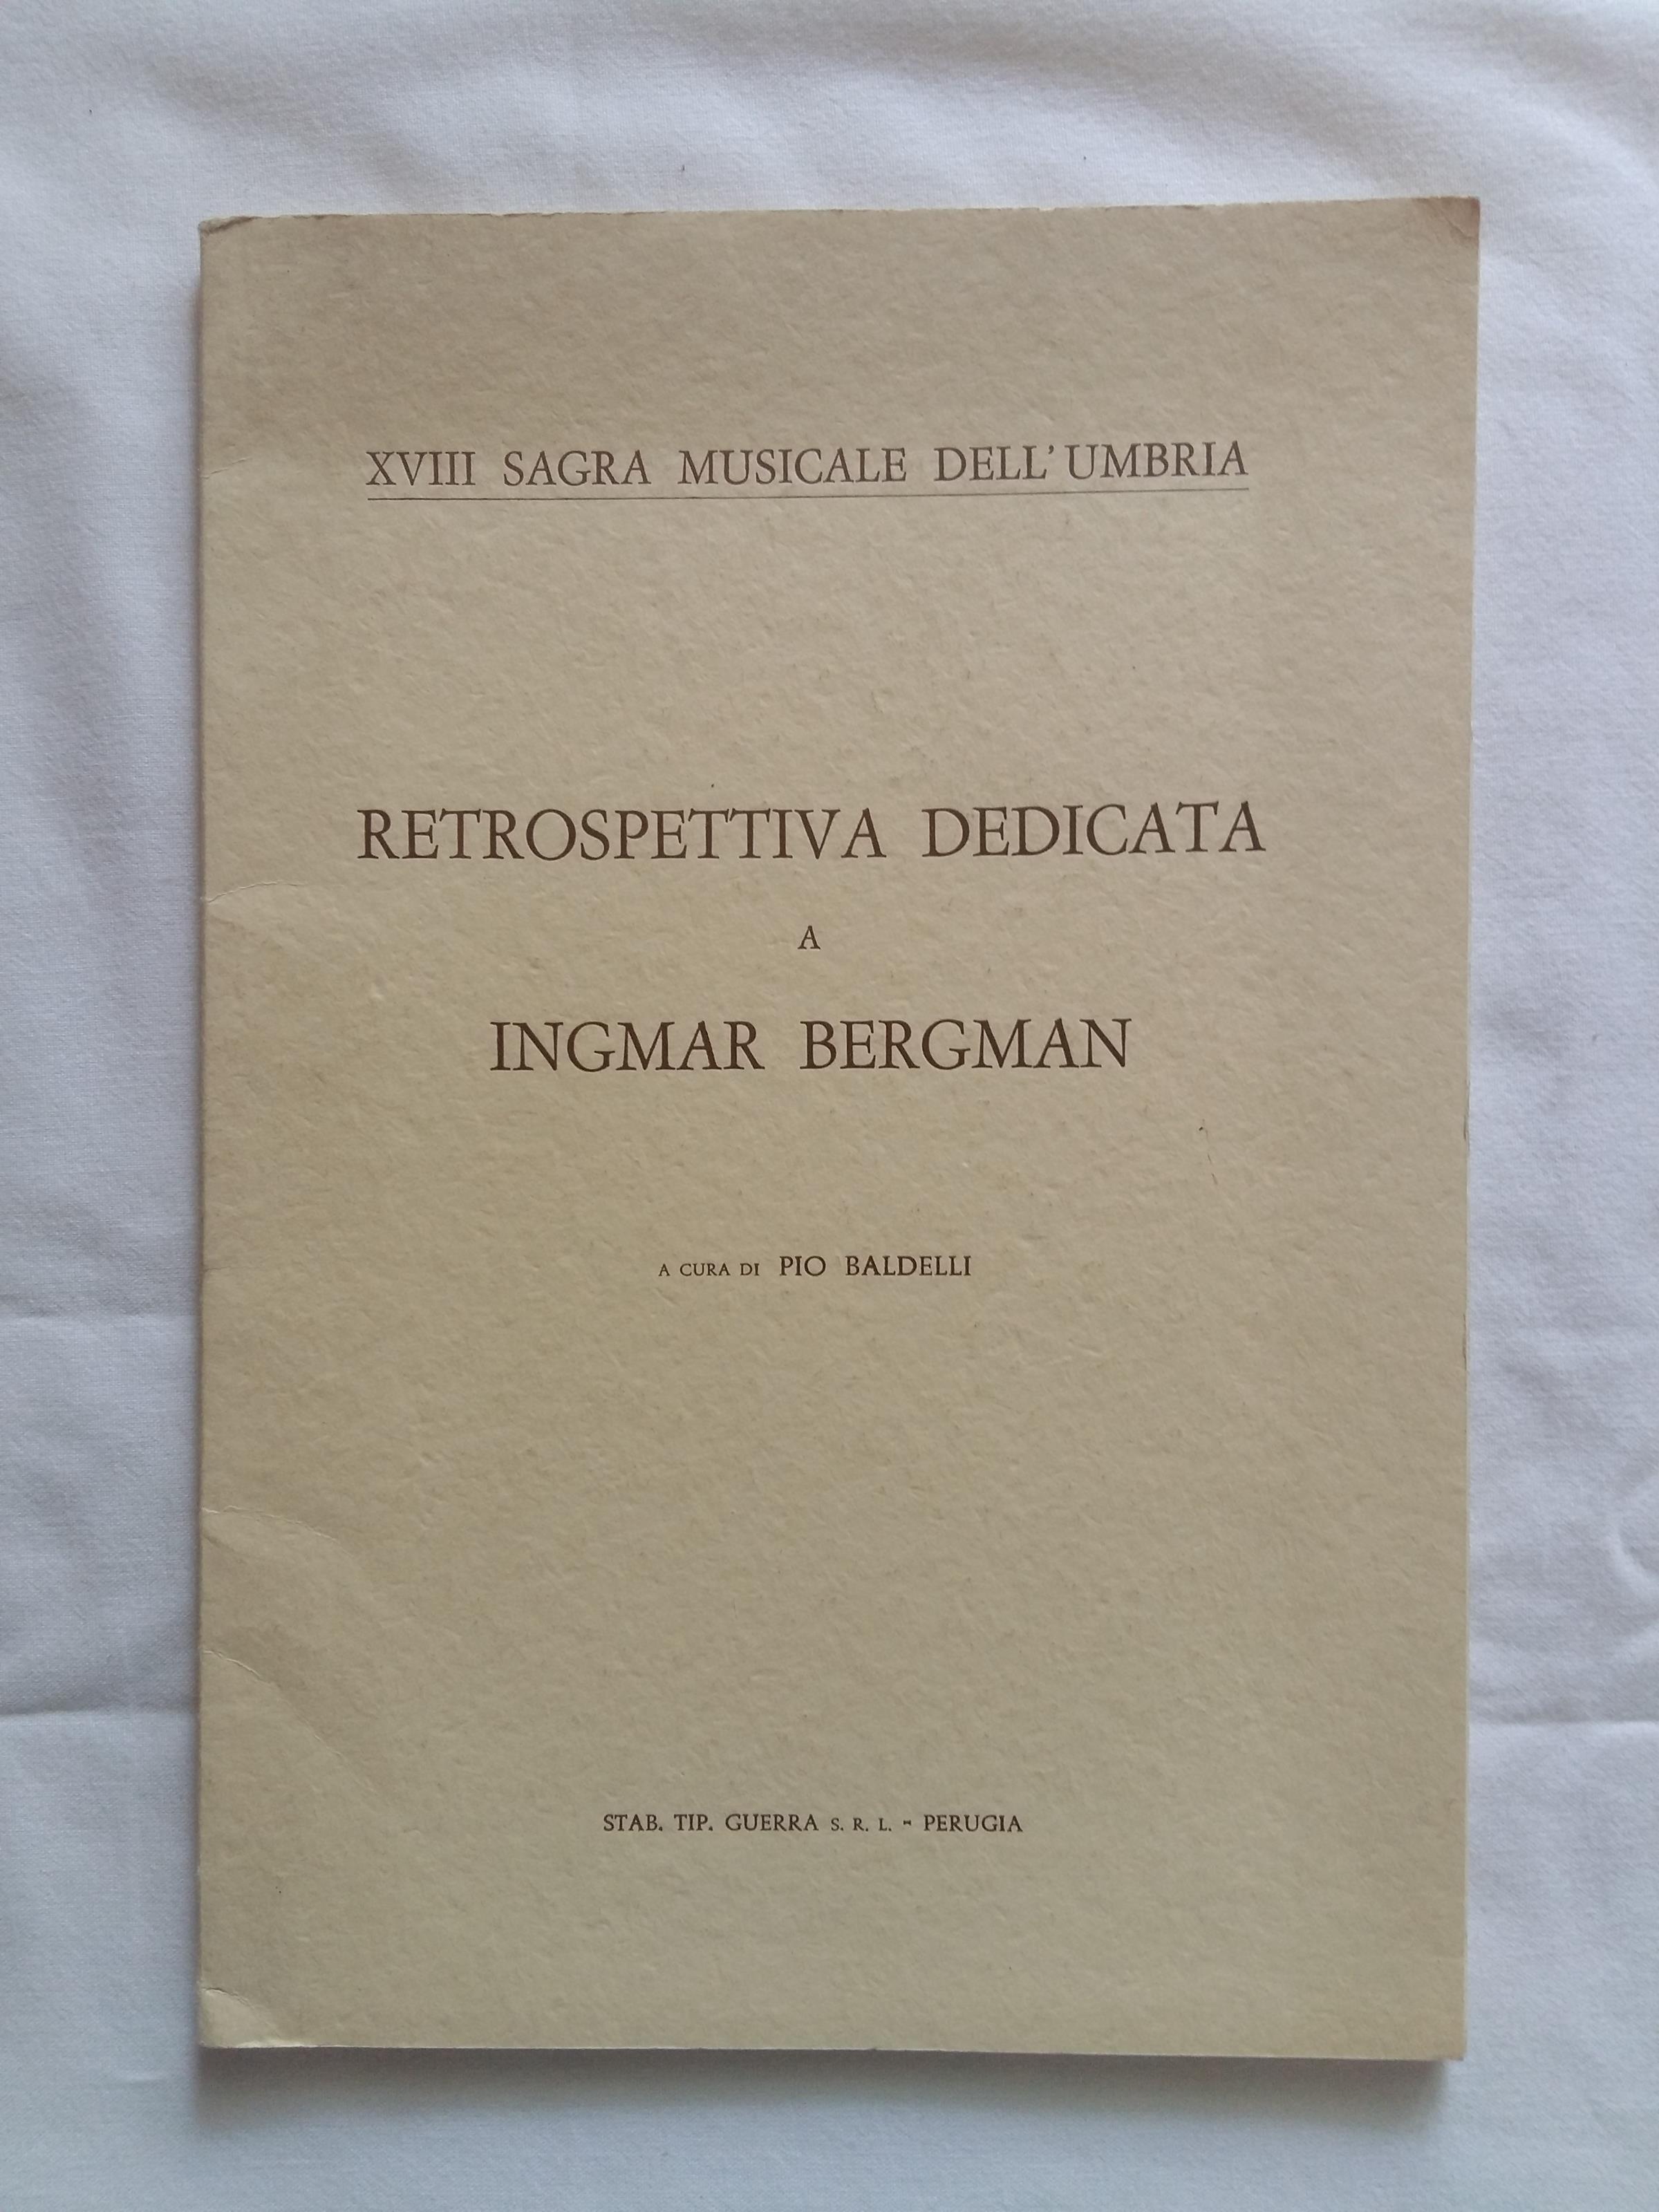 XVIII SAGRA MUSICALE DELL'UMBRIA
RETROSPETTIVA DEDICATA
A
INGMAR BERGMAN
A CURA DI PIO BALDELLI
STAB. TIP. GUERRA S. R. L. - PERUGIA